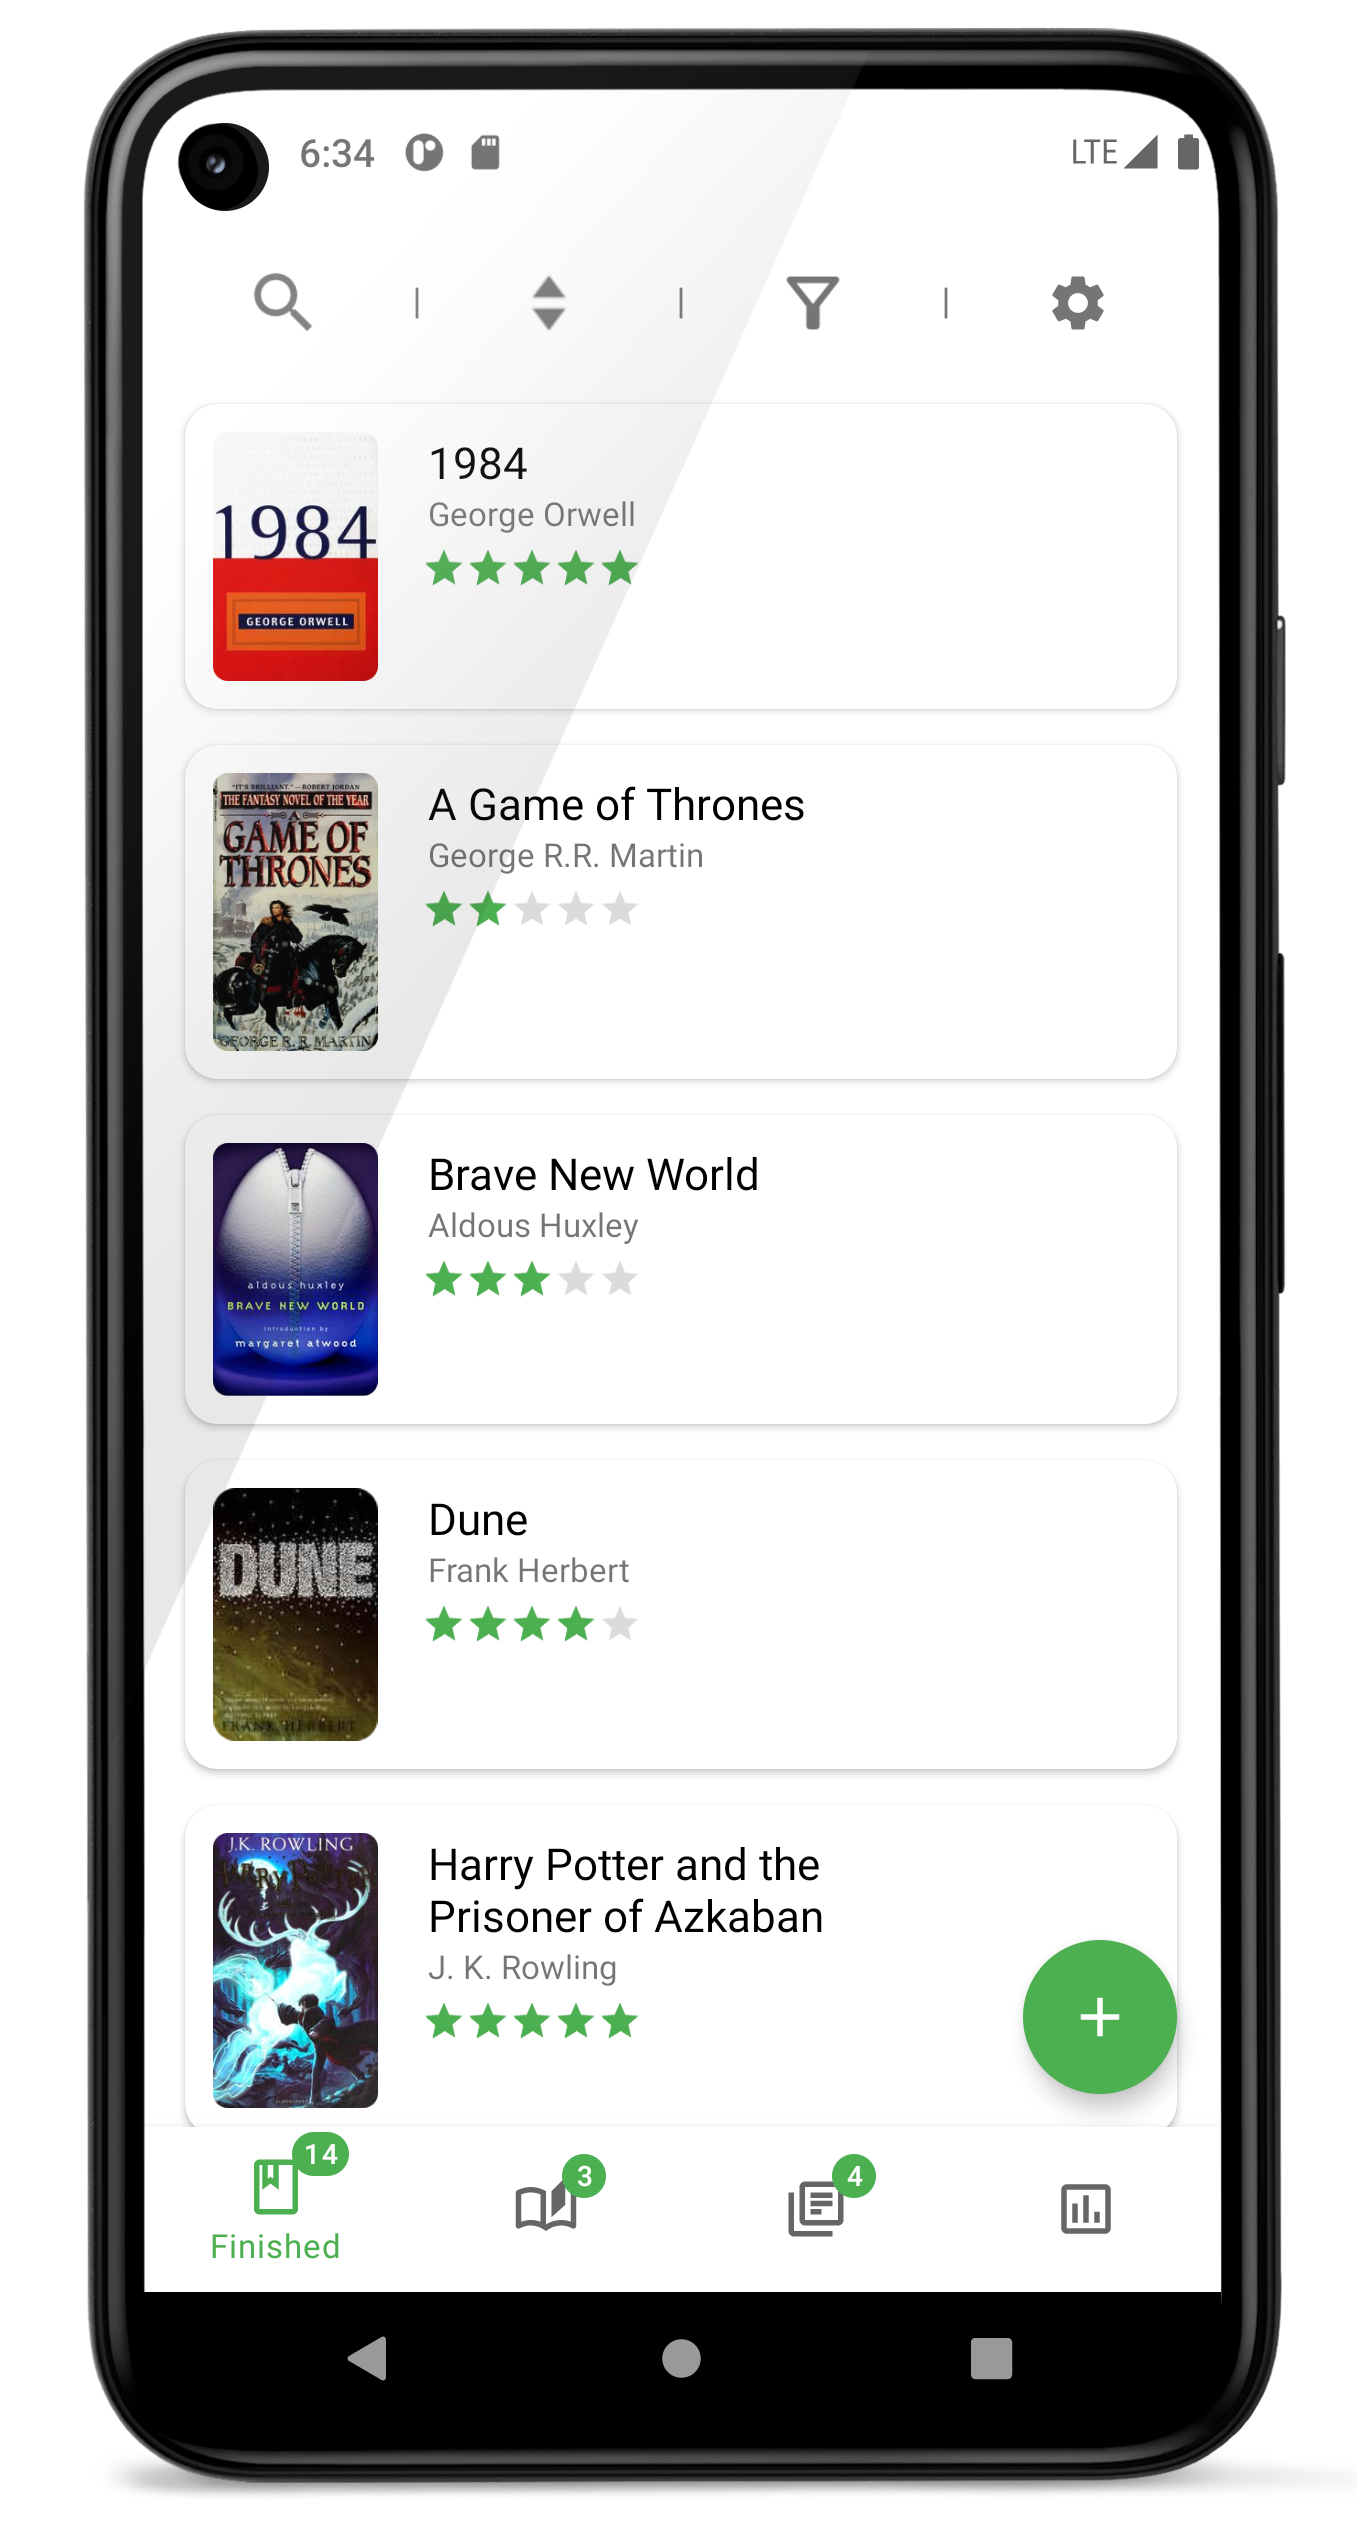 6:34
LTE
1984
GEORGE ORWELL
1984
George Orwell
"IT'S BRILLIANT." —ROBERT JORDAN
THE FANTASY NOVEL OF THE YEAR
A
GAME OF
THRONES
GEORGE R. R. MARTIN
A Game of Thrones
George R.R. Martin
aldous huxley
BRAVE NEW WORLD
introduction by
margaret atwood
Brave New World
Aldous Huxley
DUNE
FRANK HERBERT
Dune
Frank Herbert
J.K. ROWLING
HARRY POTTER
Harry Potter and the
Prisoner of Azkaban
J. K. Rowling
14
3
4
Finished